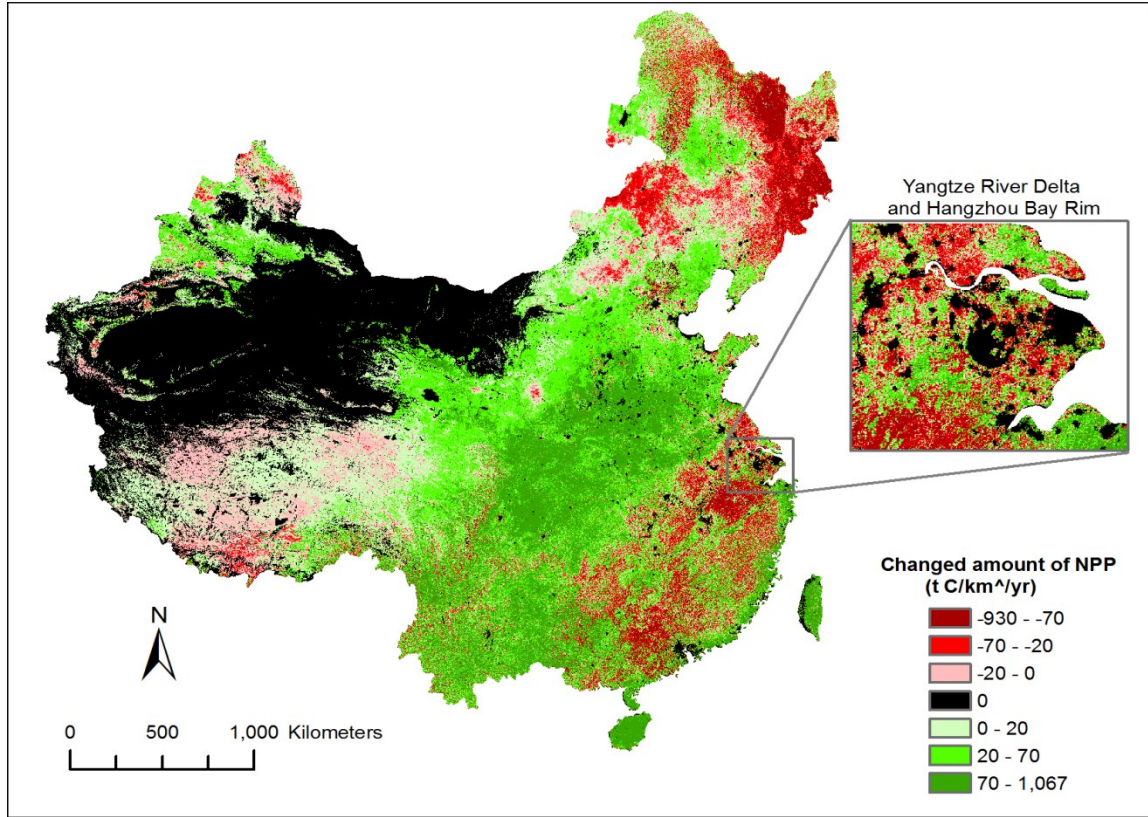 Yangtze River Delta
and Hangzhou Bay Rim
Changed amount of NPP
(t C/km^/yr)
-930 - -70
-70 - -20
-20 - 0
0
0 - 20
20 - 70
70 - 1,067
N
0 500 1,000 Kilometers